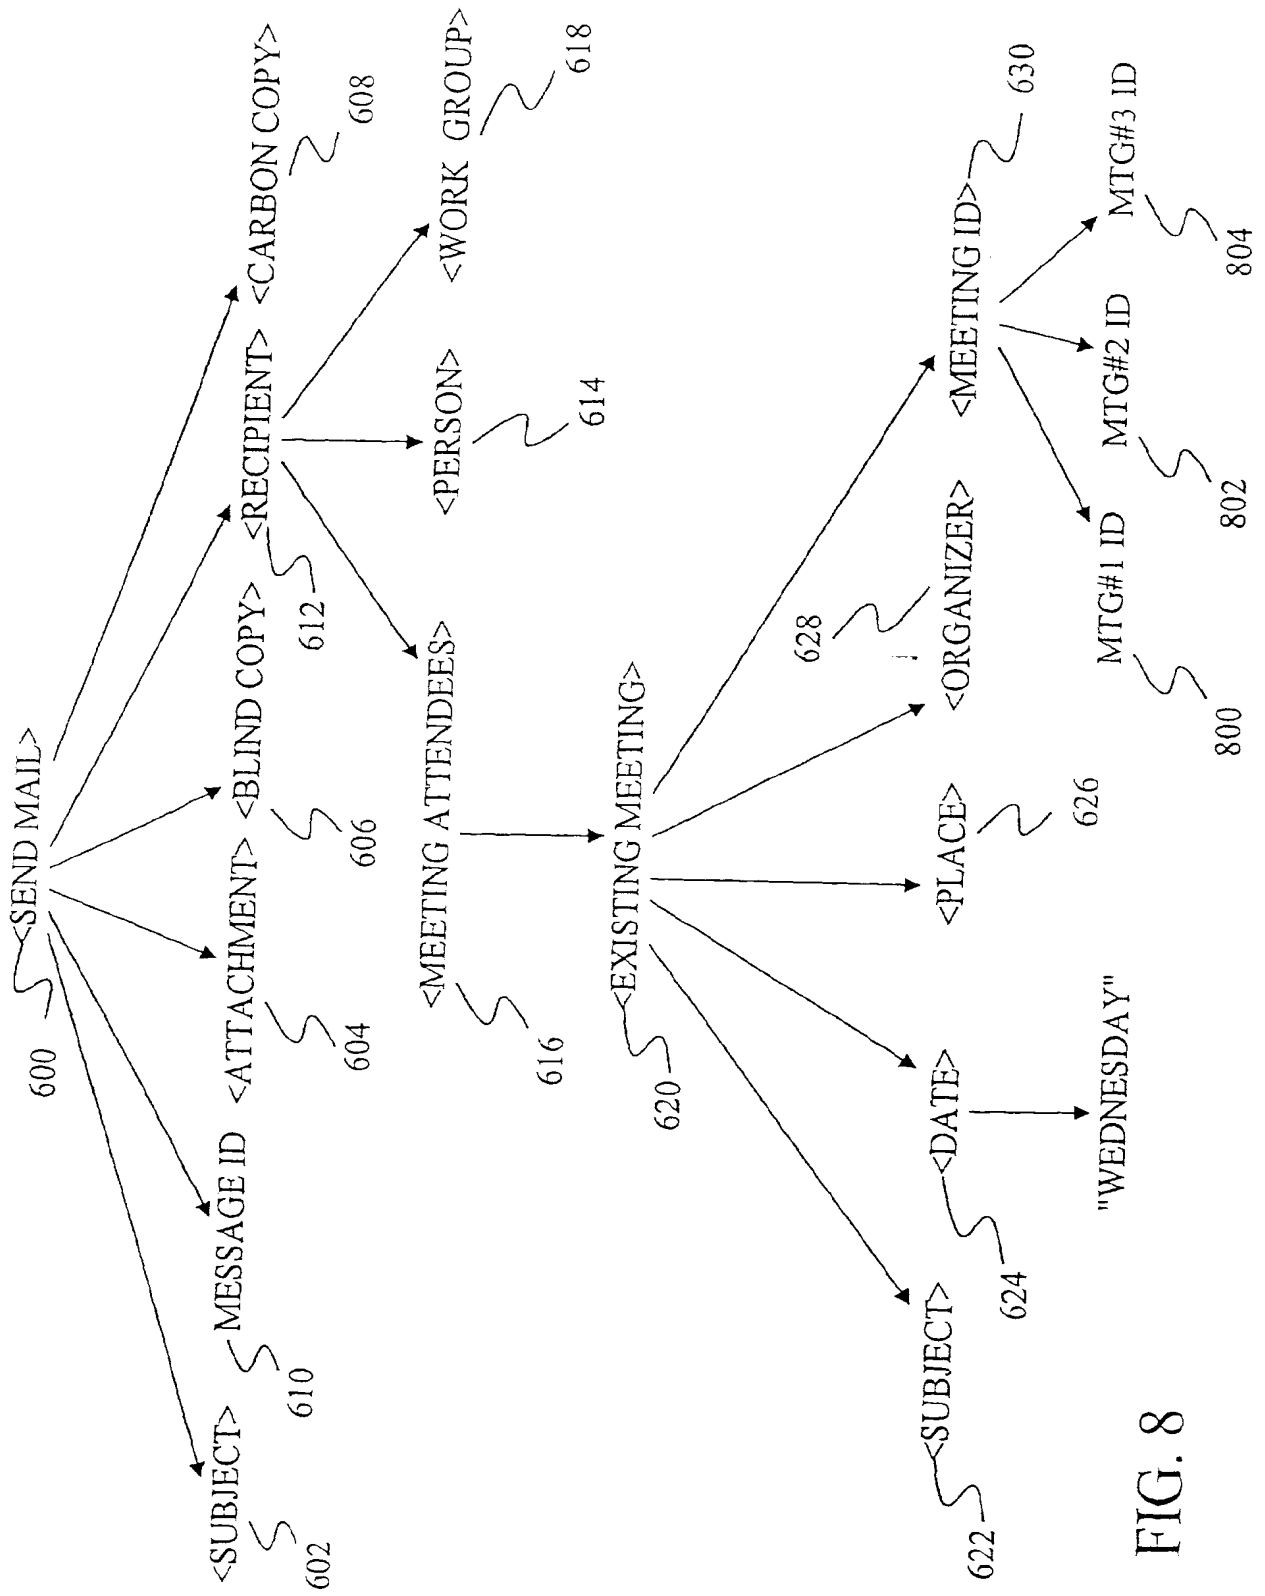 <SEND MAIL>
600
<SUBJECT>
602
MESSAGE ID
610
<ATTACHMENT>
604
<BLIND COPY>
606
<RECIPIENT>
612
<CARBON COPY>
608
<MEETING ATTENDEES>
616
<PERSON>
614
<WORK GROUP>
618
<EXISTING MEETING>
620
<SUBJECT>
622
<DATE>
624
<PLACE>
626
<ORGANIZER>
628
<MEETING ID>
630
"WEDNESDAY"
MTG#1 ID
800
MTG#2 ID
802
MTG#3 ID
804
FIG. 8